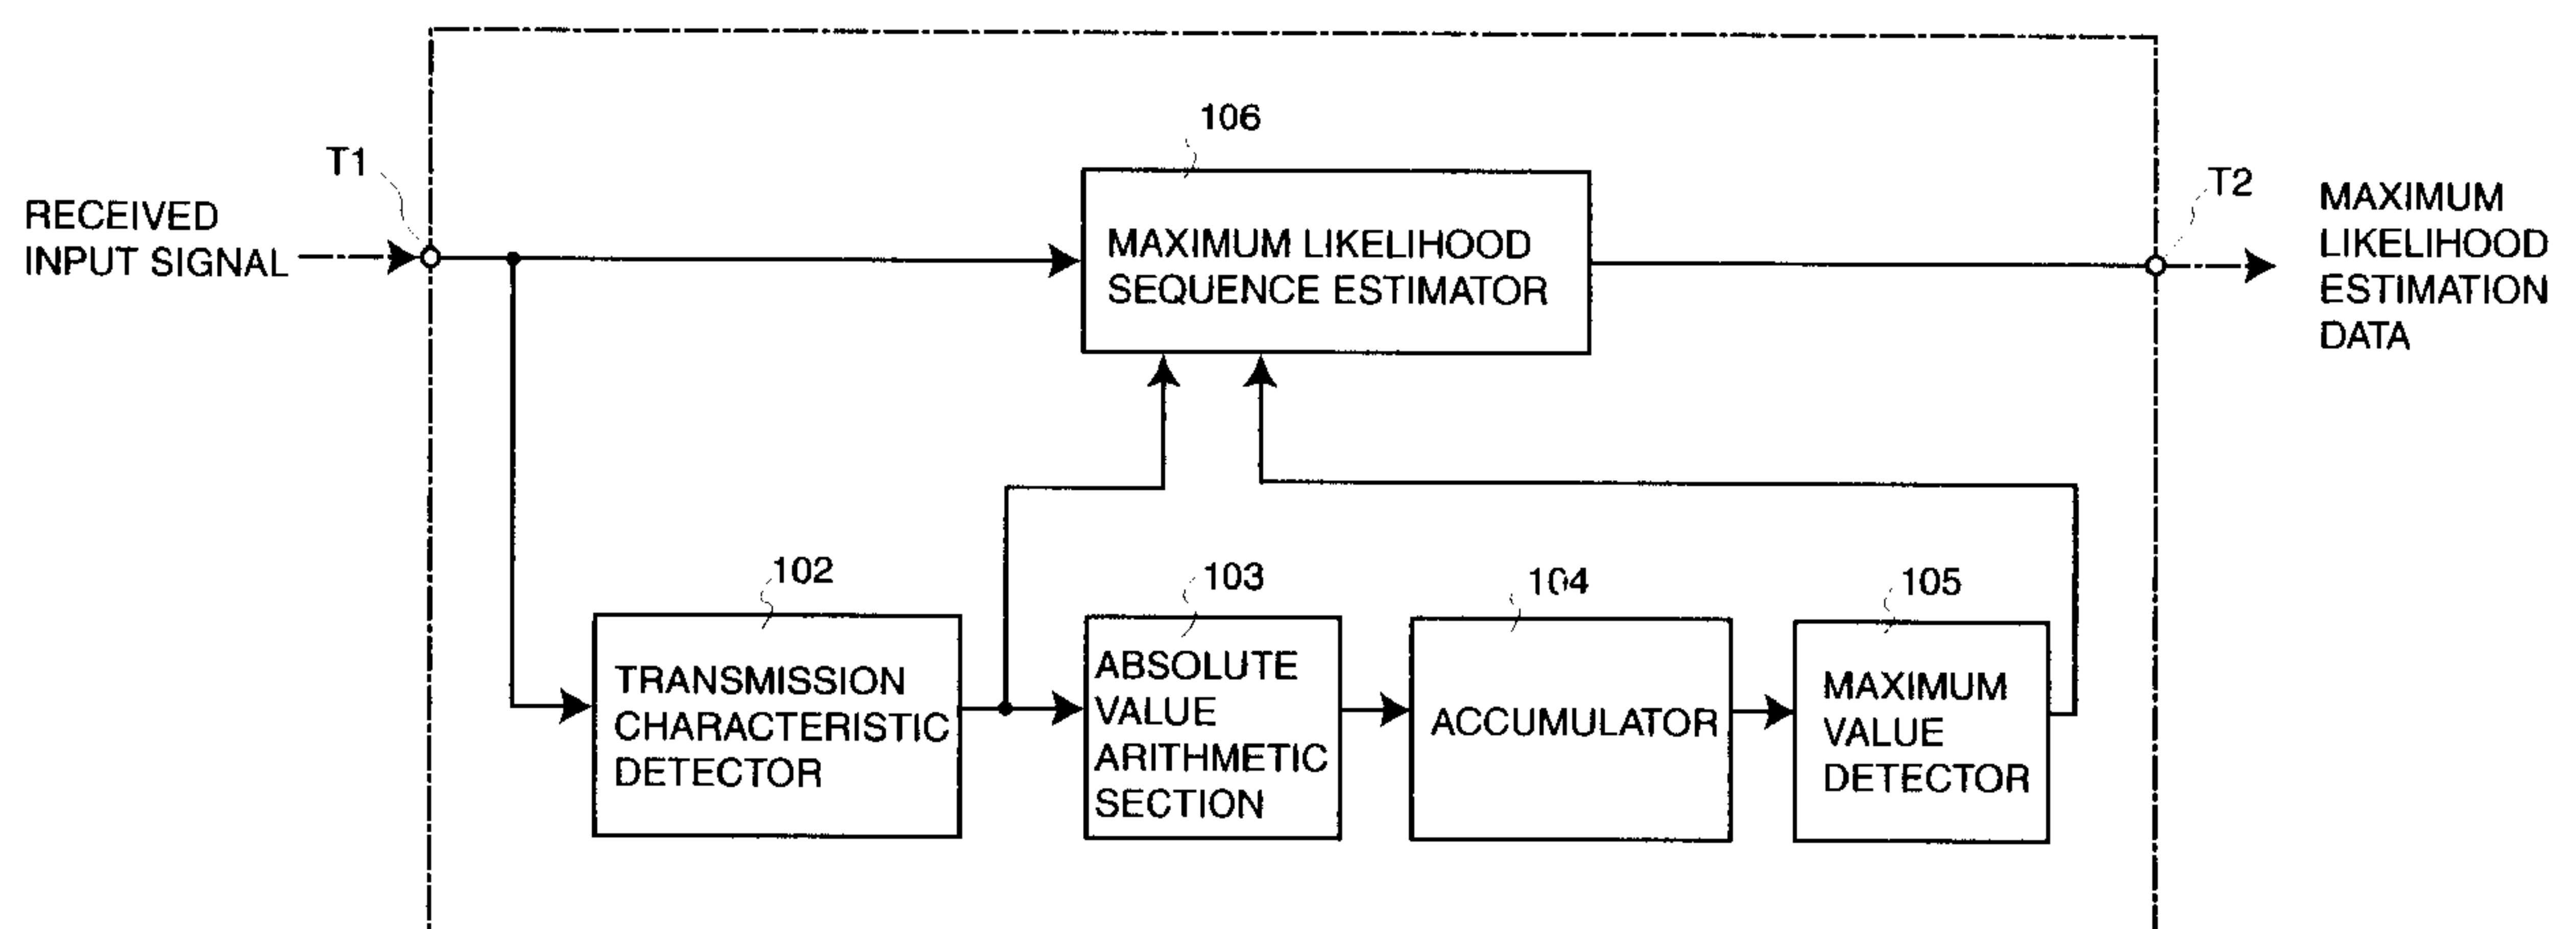 106
T1
RECEIVED
INPUT SIGNAL
MAXIMUM LIKELIHOOD
SEQUENCE ESTIMATOR
T2
MAXIMUM
LIKELIHOOD
ESTIMATION
DATA
102
TRANSMISSION
CHARACTERISTIC
DETECTOR
103
ABSOLUTE
VALUE
ARITHMETIC
SECTION
104
ACCUMULATOR
105
MAXIMUM
VALUE
DETECTOR